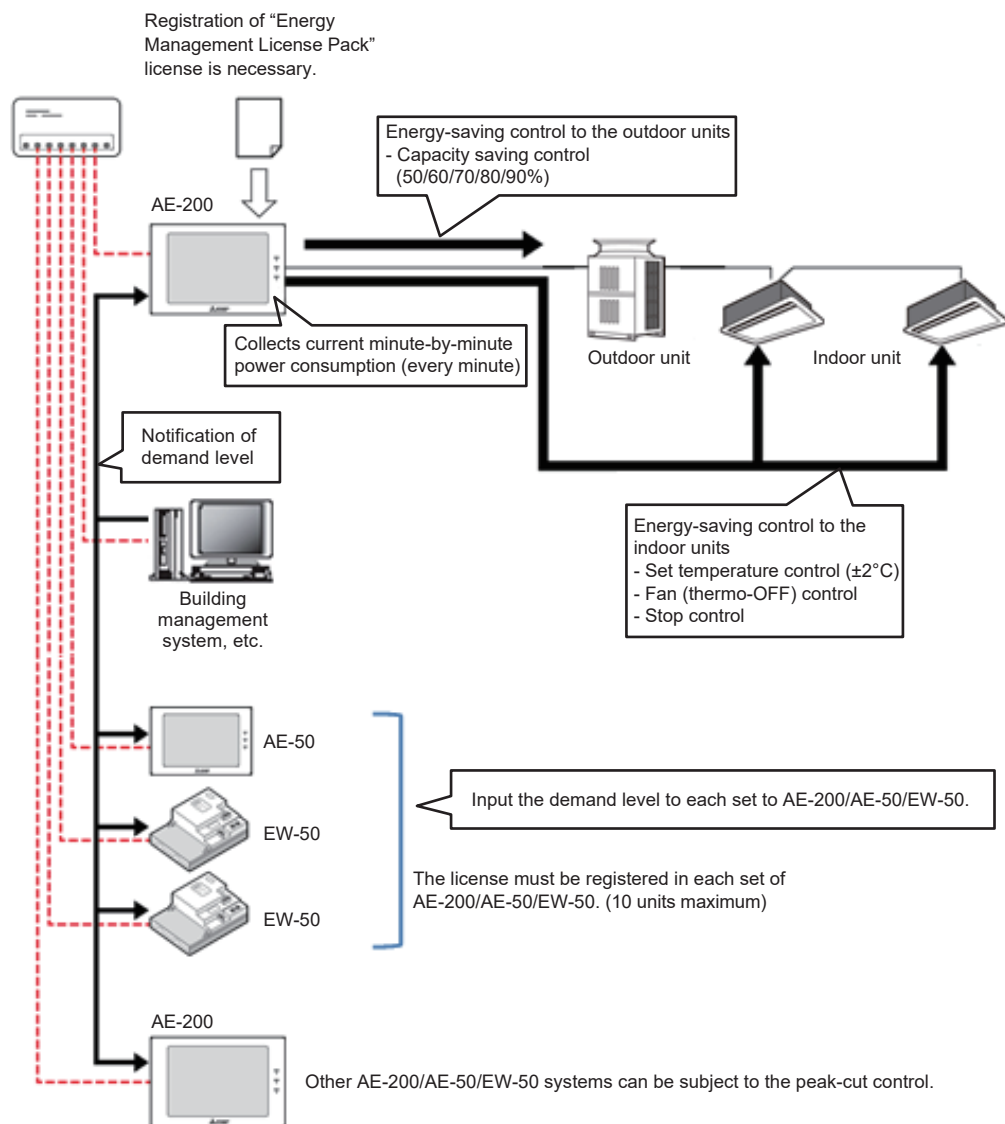 Registration of “Energy
Management License Pack”
license is necessary.
Energy-saving control to the outdoor units
- Capacity saving control
(50/60/70/80/90%)
AE-200
Collects current minute-by-minute
power consumption (every minute)
Outdoor unit
Indoor unit
Notification of
demand level
Energy-saving control to the
indoor units
- Set temperature control (±2°C)
- Fan (thermo-OFF) control
- Stop control
Building
management
system, etc.
AE-50
Input the demand level to each set to AE-200/AE-50/EW-50.
EW-50
The license must be registered in each set of
AE-200/AE-50/EW-50. (10 units maximum)
EW-50
AE-200
Other AE-200/AE-50/EW-50 systems can be subject to the peak-cut control.